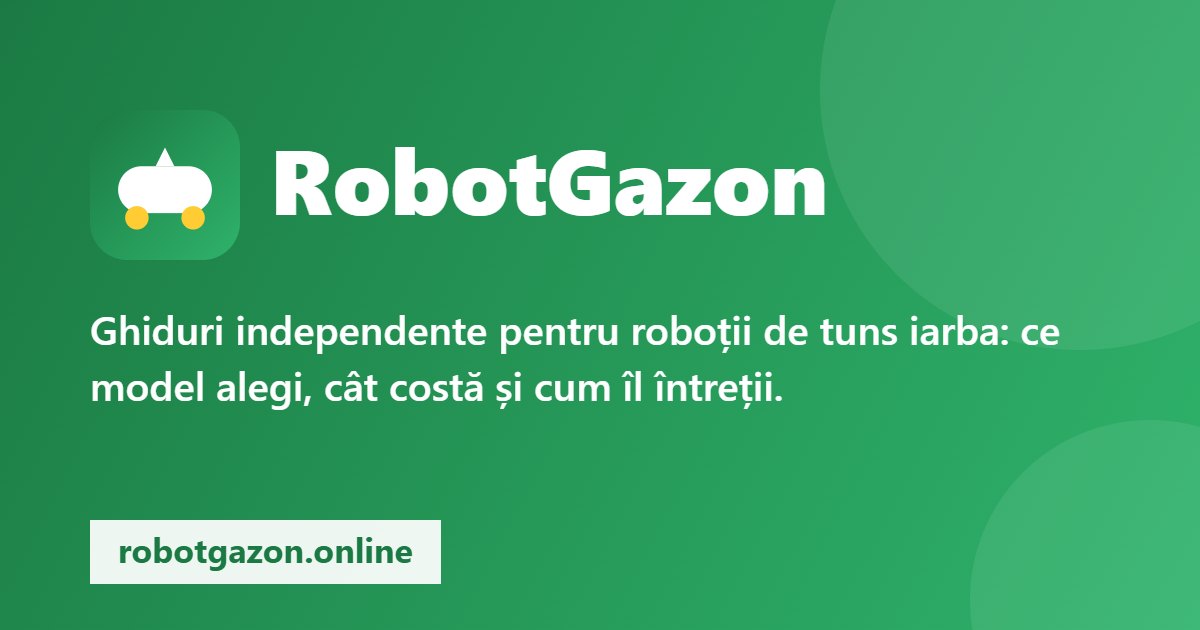 RobotGazon
Ghiduri independente pentru roboții de tuns iarba: ce
model alegi, cât costă și cum îl întreții.
robotgazon.online